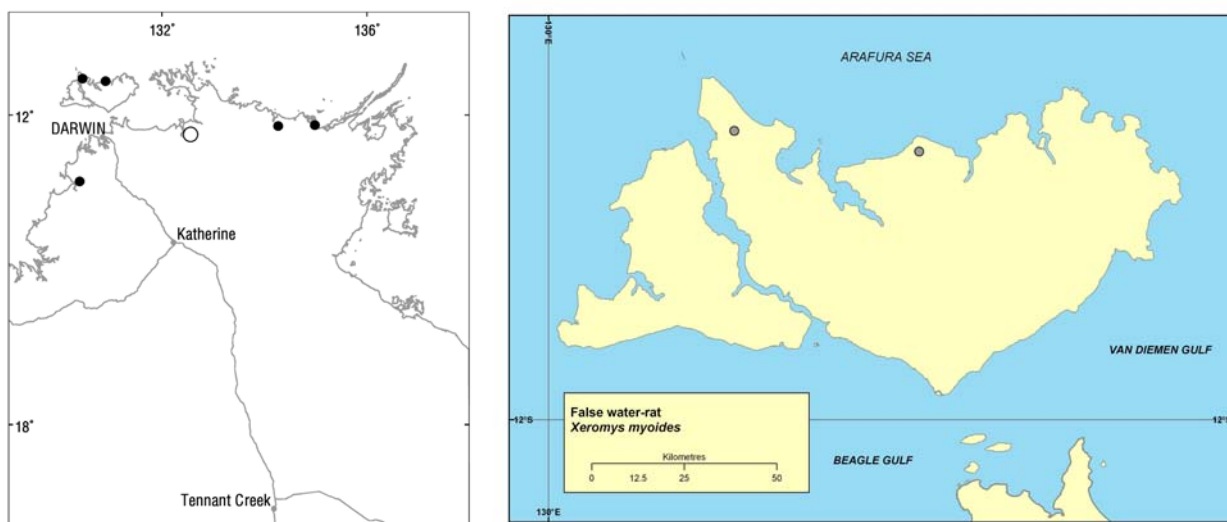 132°
136°
12°
DARWIN
Katherine
18°
Tennant Creek
130°E
ARAFURA SEA
VAN DIEMEN GULF
12°S
12°S
False water-rat
Xeromys myoides
Kilometres
0 12.5 25 50
BEAGLE GULF
130°E